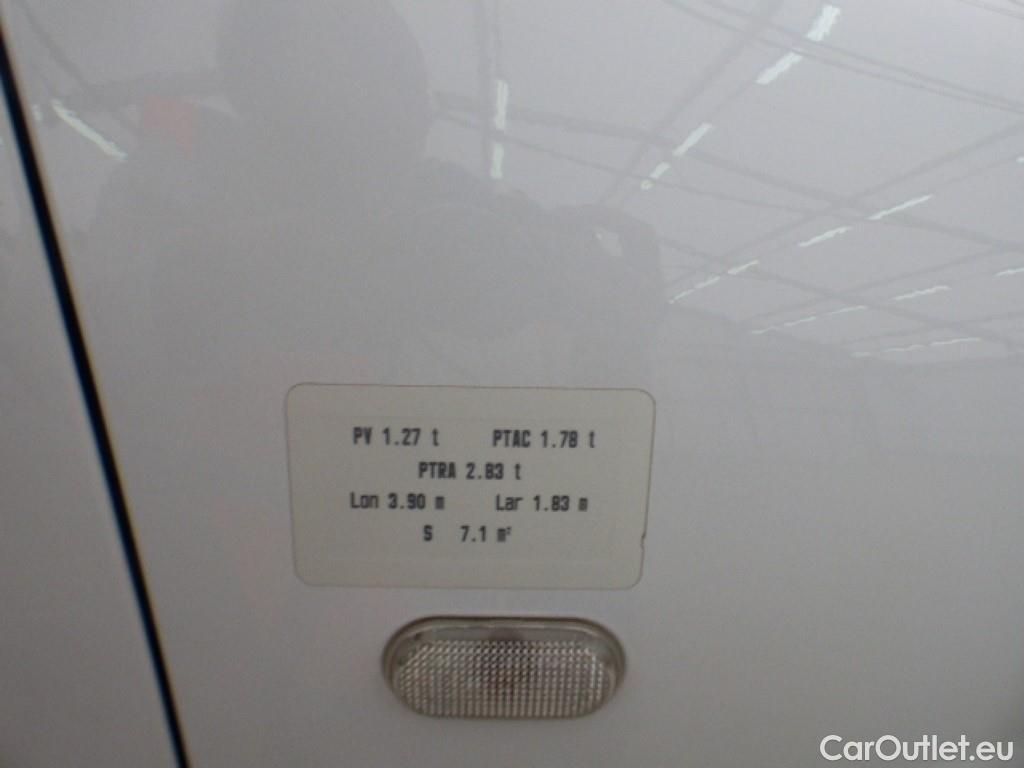 PV 1.27 t PTAC 1.78 t
PTRA 2.83 t
Lon 3.90 m Lar 1.83 m
S 7.1 m²
CarOutlet.eu